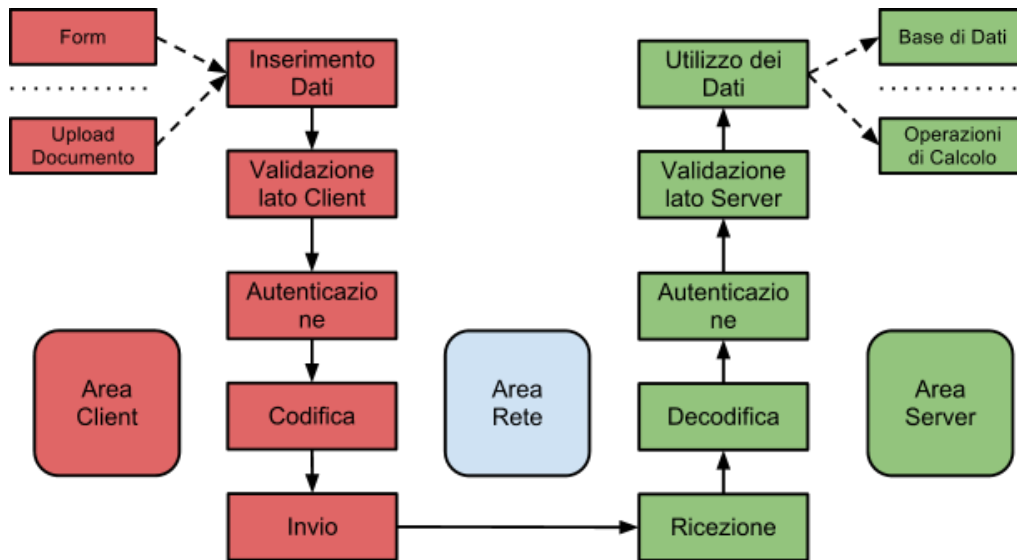 Form
Upload
Documento
Inserimento
Dati
Validazione
lato Client
Autenticazio
ne
Codifica
Invio
Area
Client
Area
Rete
Utilizzo dei
Dati
Validazione
lato Server
Autenticazio
ne
Decodifica
Ricezione
Base di Dati
Operazioni
di Calcolo
Area
Server